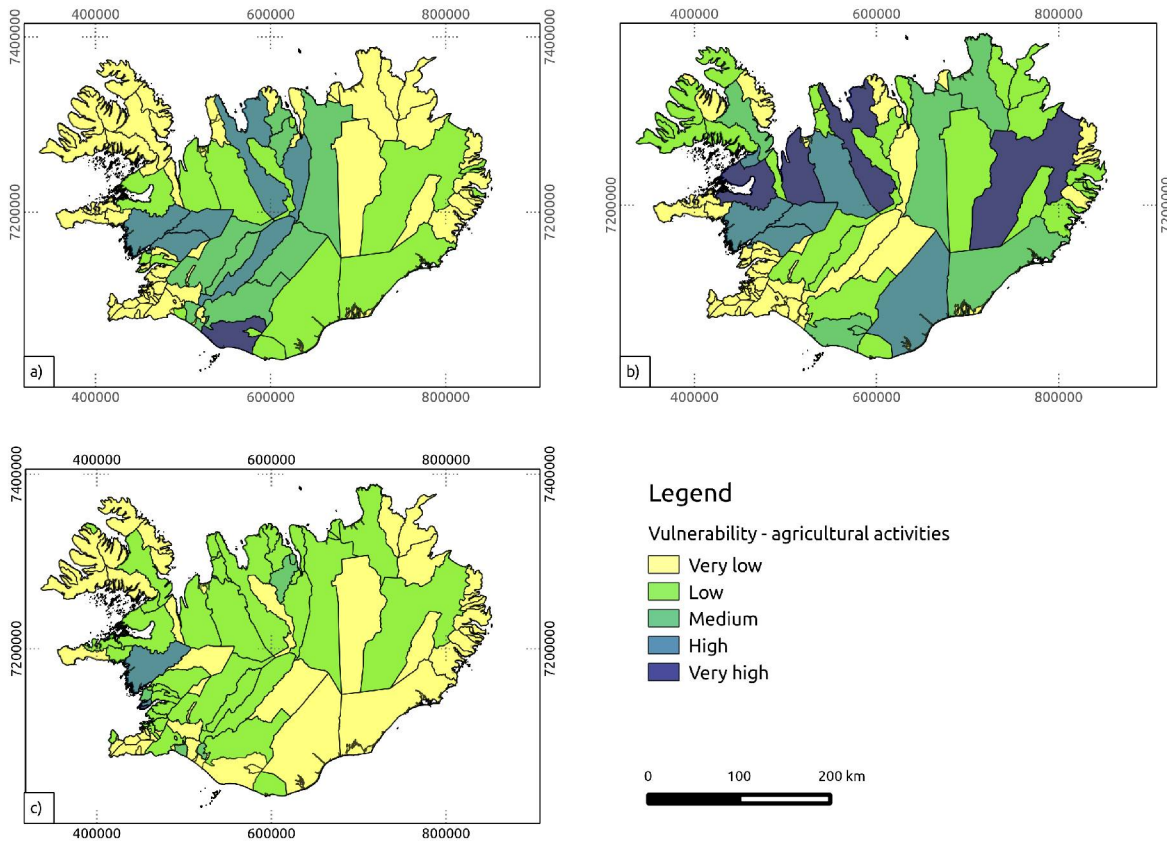 400000 600000 800000
7400000 7400000
7200000
a)
400000 600000 800000
400000 600000 800000
7400000 7400000
7200000 7200000
b)
400000 600000 800000
400000 600000 800000
7400000 7400000
7200000 7200000
c)
400000 600000 800000
Legend
Vulnerability - agricultural activities
Very low
Low
Medium
High
Very high
0 100 200 km